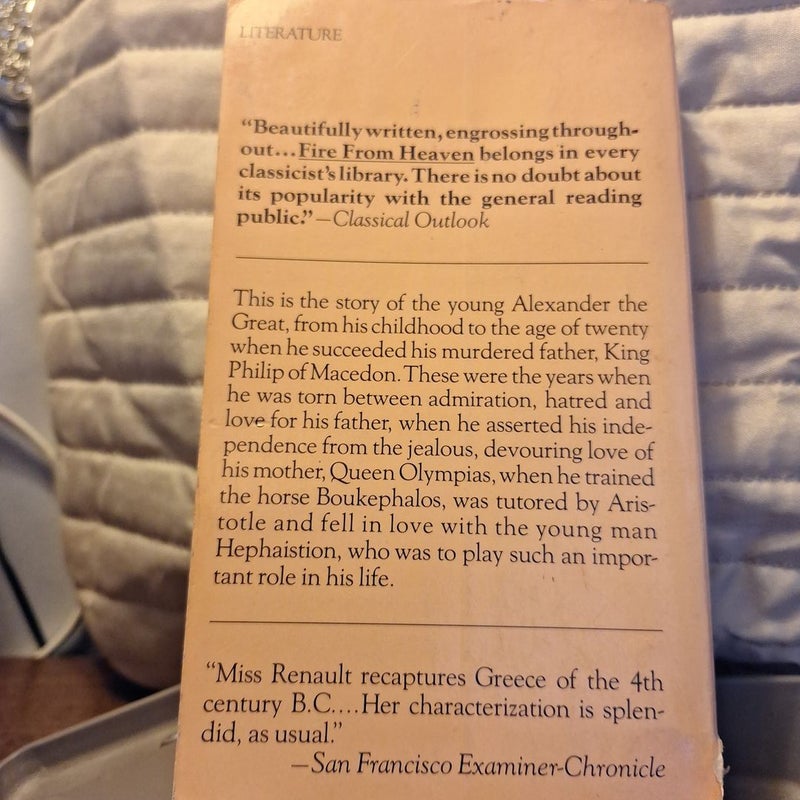 LITERATURE
“Beautifully written, engrossing through-
out...Fire From Heaven belongs in every
classicist’s library. There is no doubt about
its popularity with the general reading
public.” —Classical Outlook
This is the story of the young Alexander the
Great, from his childhood to the age of twenty
when he succeeded his murdered father, King
Philip of Macedon. These were the years when
he was torn between admiration, hatred and
love for his father, when he asserted his inde-
pendence from the jealous, devouring love of
his mother, Queen Olympias, when he trained
the horse Boukephalos, was tutored by Aris-
totle and fell in love with the young man
Hephaistion, who was to play such an impor-
tant role in his life.
“Miss Renault recaptures Greece of the 4th
century B.C....Her characterization is splen-
did, as usual.”
—San Francisco Examiner-Chronicle